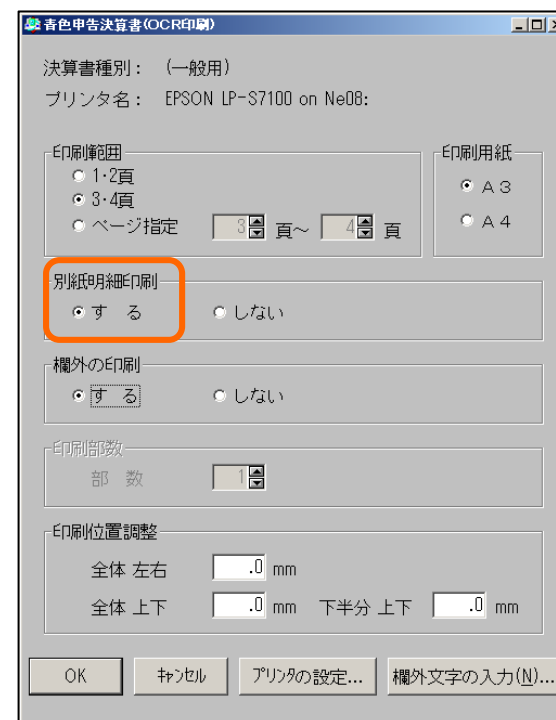 青色申告決算書(OCR印刷)
決算書種別： (一般用)
プリンタ名： EPSON LP-S7100 on Ne08:
印刷範囲
1･2頁
3･4頁
ページ指定 3 頁～ 4 頁
印刷用紙
A3
A4
別紙明細印刷
する しない
欄外の印刷
する しない
印刷部数
部 数 1
印刷位置調整
全体 左右 .0 mm
全体 上下 .0 mm 下半分 上下 .0 mm
OK ｷｬﾝｾﾙ ﾌﾟﾘﾝﾀの設定... 欄外文字の入力(N)...